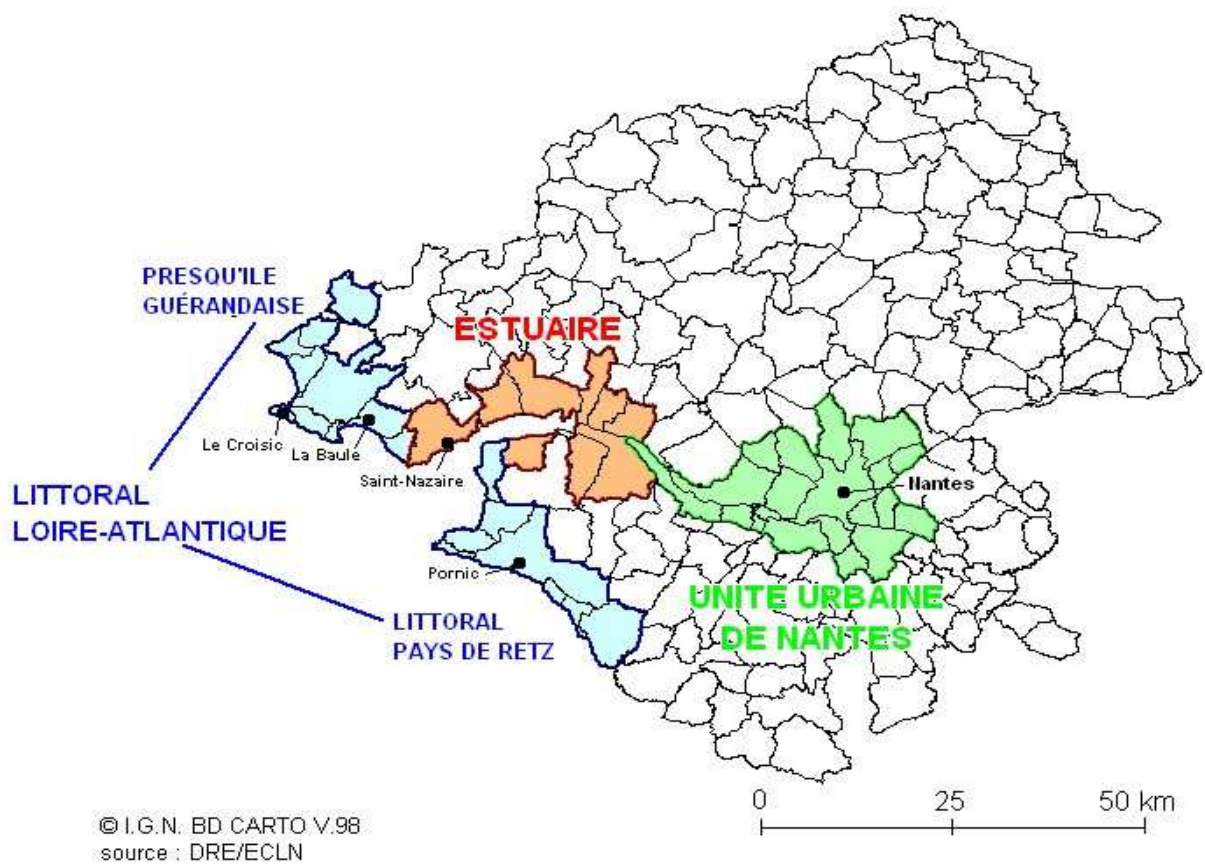 PRESQU'ILE
GUÉRANDAISE
ESTUAIRE
Le Croisic
La Baule
Saint-Nazaire
Nantes
LITTORAL
LOIRE-ATLANTIQUE
Pornic
UNITE URBAINE
DE NANTES
LITTORAL
PAYS DE RETZ
0 25 50 km
© I.G.N. BD CARTO V.98
source : DRE/ECLN